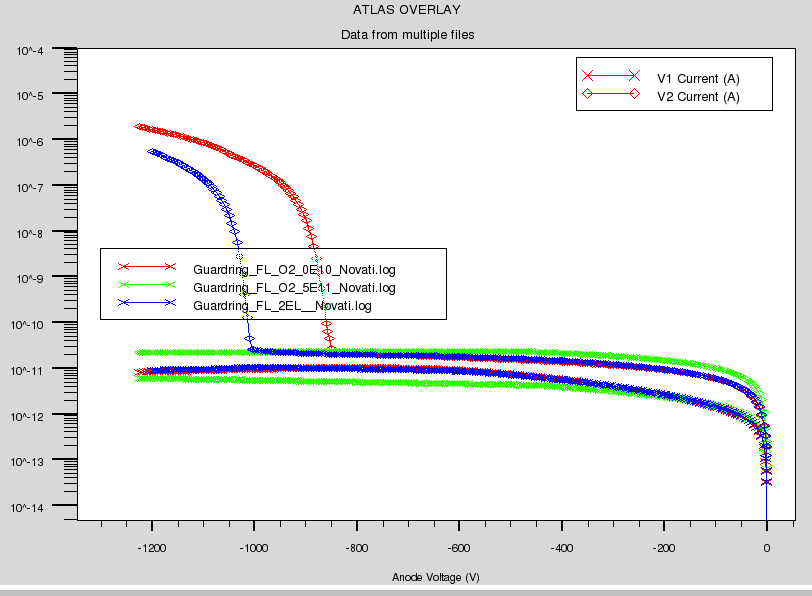 ATLAS OVERLAY
Data from multiple files
V1 Current (A)
V2 Current (A)
Guardring_FL_O2_0E10_Novati.log
Guardring_FL_O2_5E11_Novati.log
Guardring_FL_2EL__Novati.log
10^-4
10^-5
10^-6
10^-7
10^-8
10^-9
10^-10
10^-11
10^-12
10^-13
10^-14
-1200 -1000 -800 -600 -400 -200 0
Anode Voltage (V)